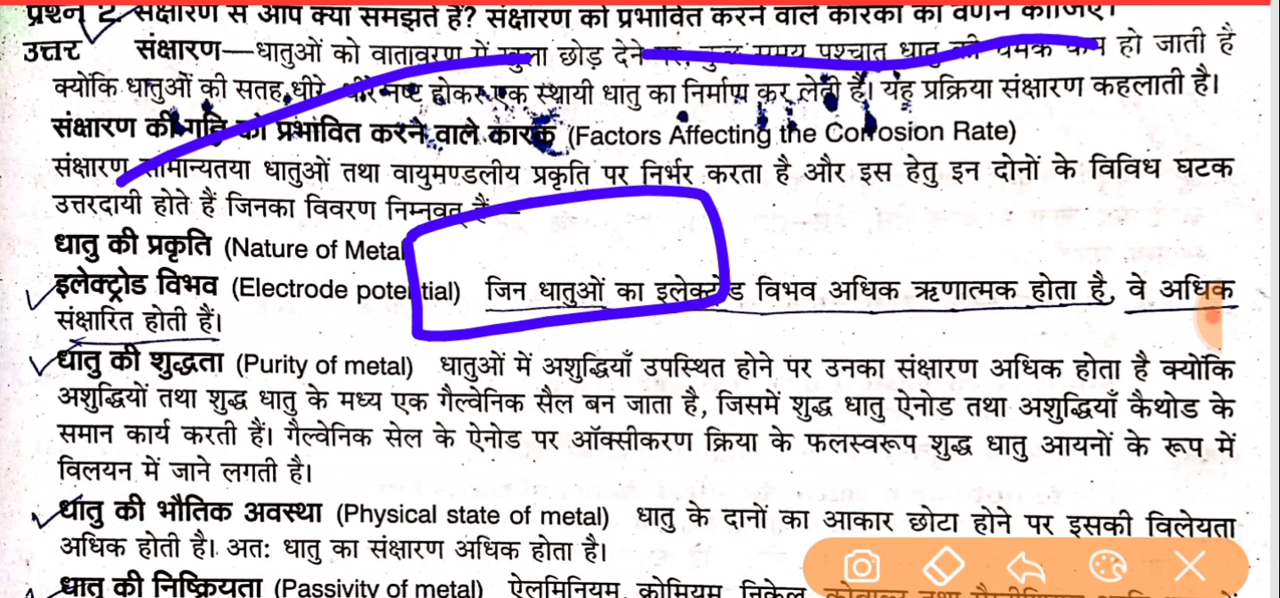 प्रश्न 2. संक्षारण से आप क्या समझते हैं? संक्षारण को प्रभावित करने वाले कारकों का वर्णन कीजिए।
उत्तर संक्षारण—धातुओं को वातावरण में खुला छोड़ देने पर, कुछ समय पश्चात् धातु की चमक कम हो जाती है
क्योंकि धातुओं की सतह धीरे-धीरे नष्ट होकर एक स्थायी धातु का निर्माण कर लेती है। यह प्रक्रिया संक्षारण कहलाती है।
संक्षारण की गति को प्रभावित करने वाले कारक (Factors Affecting the Corrosion Rate)
संक्षारण सामान्यतया धातुओं तथा वायुमण्डलीय प्रकृति पर निर्भर करता है और इस हेतु इन दोनों के विविध घटक
उत्तरदायी होते हैं जिनका विवरण निम्नवत् हैं—
धातु की प्रकृति (Nature of Metal
इलेक्ट्रोड विभव (Electrode potential) जिन धातुओं का इलेक्ट्रोड विभव अधिक ऋणात्मक होता है, वे अधिक
संक्षारित होती हैं।
धातु की शुद्धता (Purity of metal) धातुओं में अशुद्धियाँ उपस्थित होने पर उनका संक्षारण अधिक होता है क्योंकि
अशुद्धियों तथा शुद्ध धातु के मध्य एक गैल्वेनिक सैल बन जाता है, जिसमें शुद्ध धातु ऐनोड तथा अशुद्धियाँ कैथोड के
समान कार्य करती हैं। गैल्वेनिक सेल के ऐनोड पर ऑक्सीकरण क्रिया के फलस्वरूप शुद्ध धातु आयनों के रूप में
विलयन में जाने लगती है।
धातु की भौतिक अवस्था (Physical state of metal) धातु के दानों का आकार छोटा होने पर इसकी विलेयता
अधिक होती है। अतः धातु का संक्षारण अधिक होता है।
धातु की निष्क्रियता (Passivity of metal) ऐलुमिनियम, क्रोमियम, निकेल, कोबाल्ट तथा